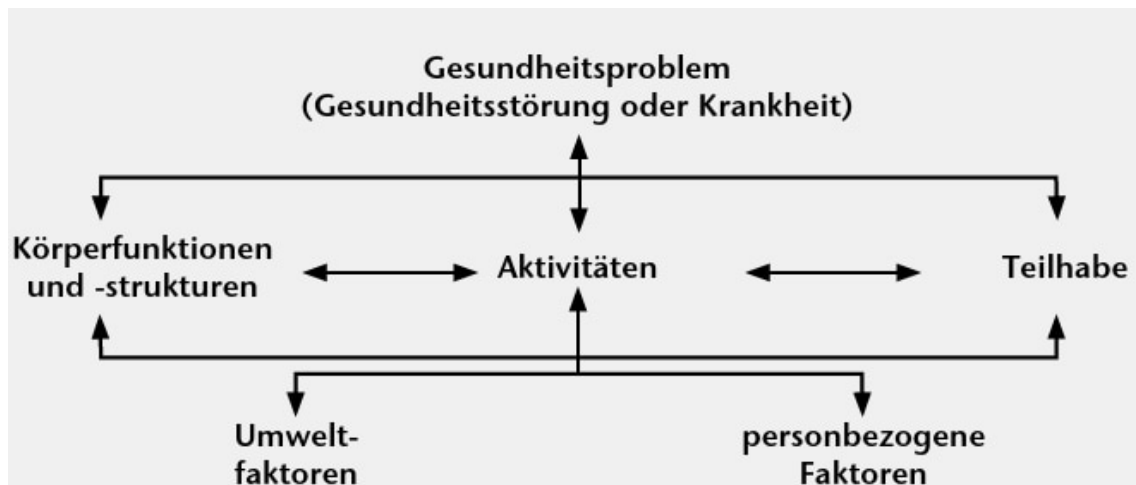 Gesundheitsproblem
(Gesundheitsstörung oder Krankheit)
Körperfunktionen
und -strukturen
Aktivitäten
Teilhabe
Umwelt-
faktoren
personbezogene
Faktoren